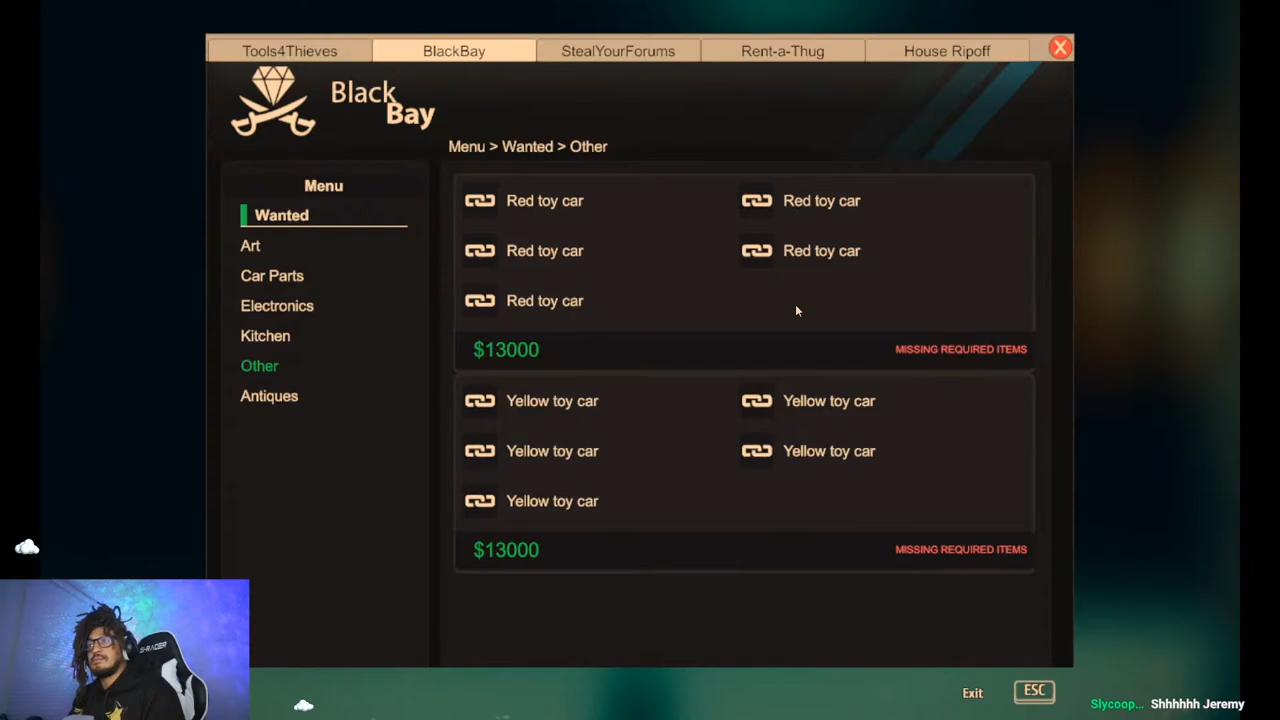 Tools4Thieves BlackBay StealYourForums Rent-a-Thug House Ripoff X
Black
Bay
Menu > Wanted > Other
Menu
Wanted
Art
Car Parts
Electronics
Kitchen
Other
Antiques
Red toy car Red toy car
Red toy car Red toy car
Red toy car
$13000 MISSING REQUIRED ITEMS
Yellow toy car Yellow toy car
Yellow toy car Yellow toy car
Yellow toy car
$13000 MISSING REQUIRED ITEMS
S-RACER
Exit ESC
Slycoop... Shhhhhh Jeremy